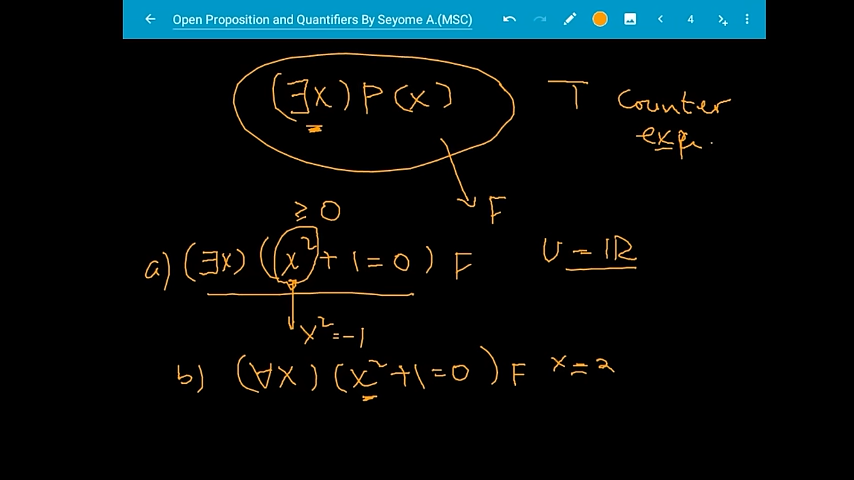 Open Proposition and Quantifiers By Seyome A.(MSC)
4
(∃x) P(x) T counter
exp.
F
≥ 0
a) (∃x) (x² + 1 = 0) F U = ℝ
x² = -1
b) (∀x) (x² + 1 = 0) F x = 2